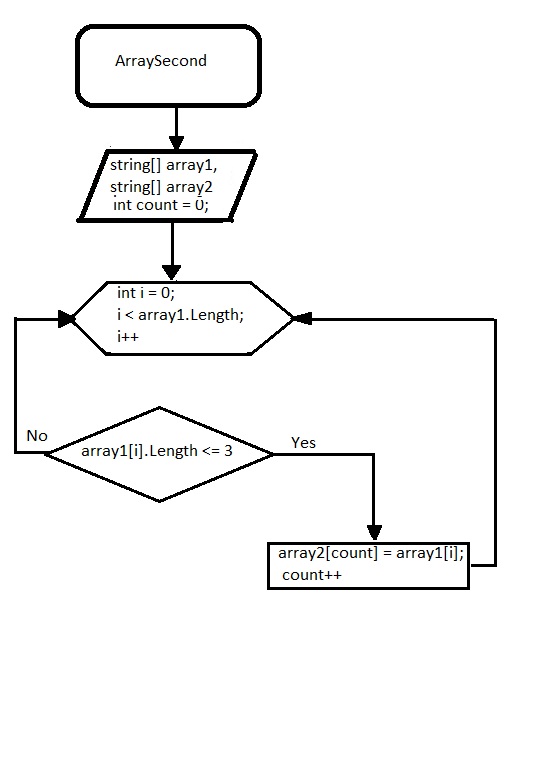 ArraySecond
string[] array1,
string[] array2
int count = 0;
int i = 0;
i < array1.Length;
i++
No
array1[i].Length <= 3
Yes
array2[count] = array1[i];
count++